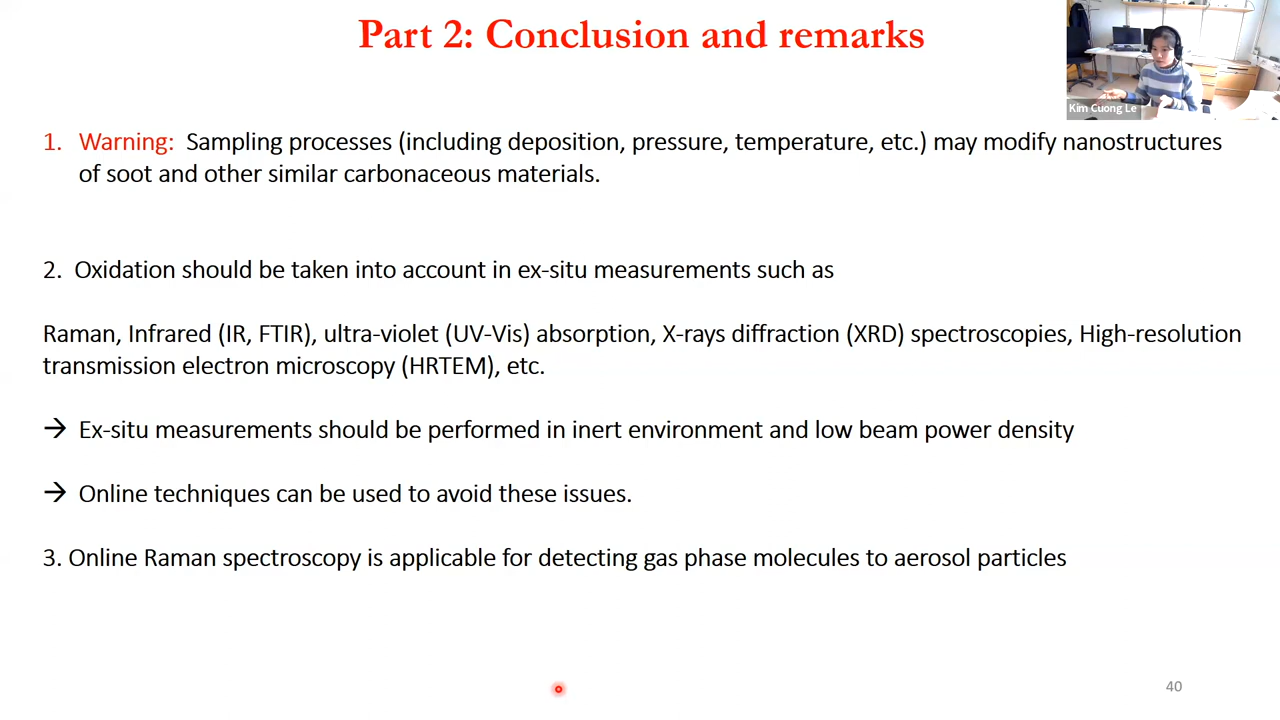 Part 2: Conclusion and remarks
Kim Cuong Le
1. Warning: Sampling processes (including deposition, pressure, temperature, etc.) may modify nanostructures
of soot and other similar carbonaceous materials.
2. Oxidation should be taken into account in ex-situ measurements such as
Raman, Infrared (IR, FTIR), ultra-violet (UV-Vis) absorption, X-rays diffraction (XRD) spectroscopies, High-resolution
transmission electron microscopy (HRTEM), etc.
→ Ex-situ measurements should be performed in inert environment and low beam power density
→ Online techniques can be used to avoid these issues.
3. Online Raman spectroscopy is applicable for detecting gas phase molecules to aerosol particles
40